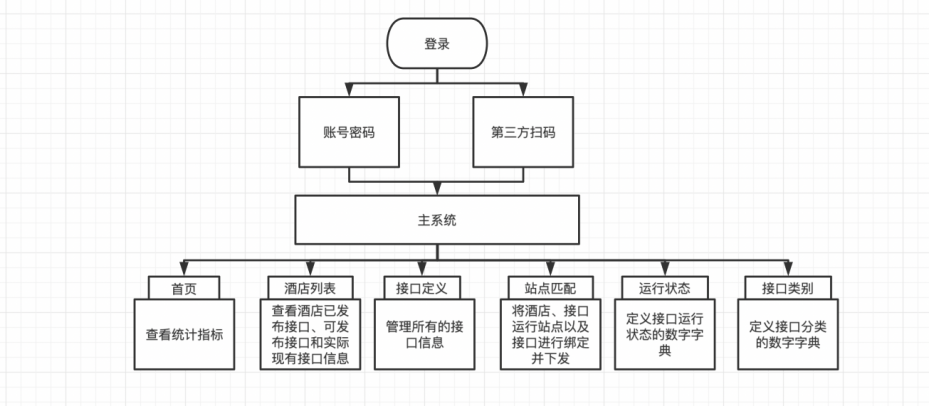 登录
账号密码
第三方扫码
主系统
首页
酒店列表
接口定义
站点匹配
运行状态
接口类别
查看统计指标
查看酒店已发
布接口、可发
布接口和实际
现有接口信息
管理所有的接
口信息
将酒店、接口
运行站点以及
接口进行绑定
并下发
定义接口运行
状态的数字字
典
定义接口分类
的数字字典